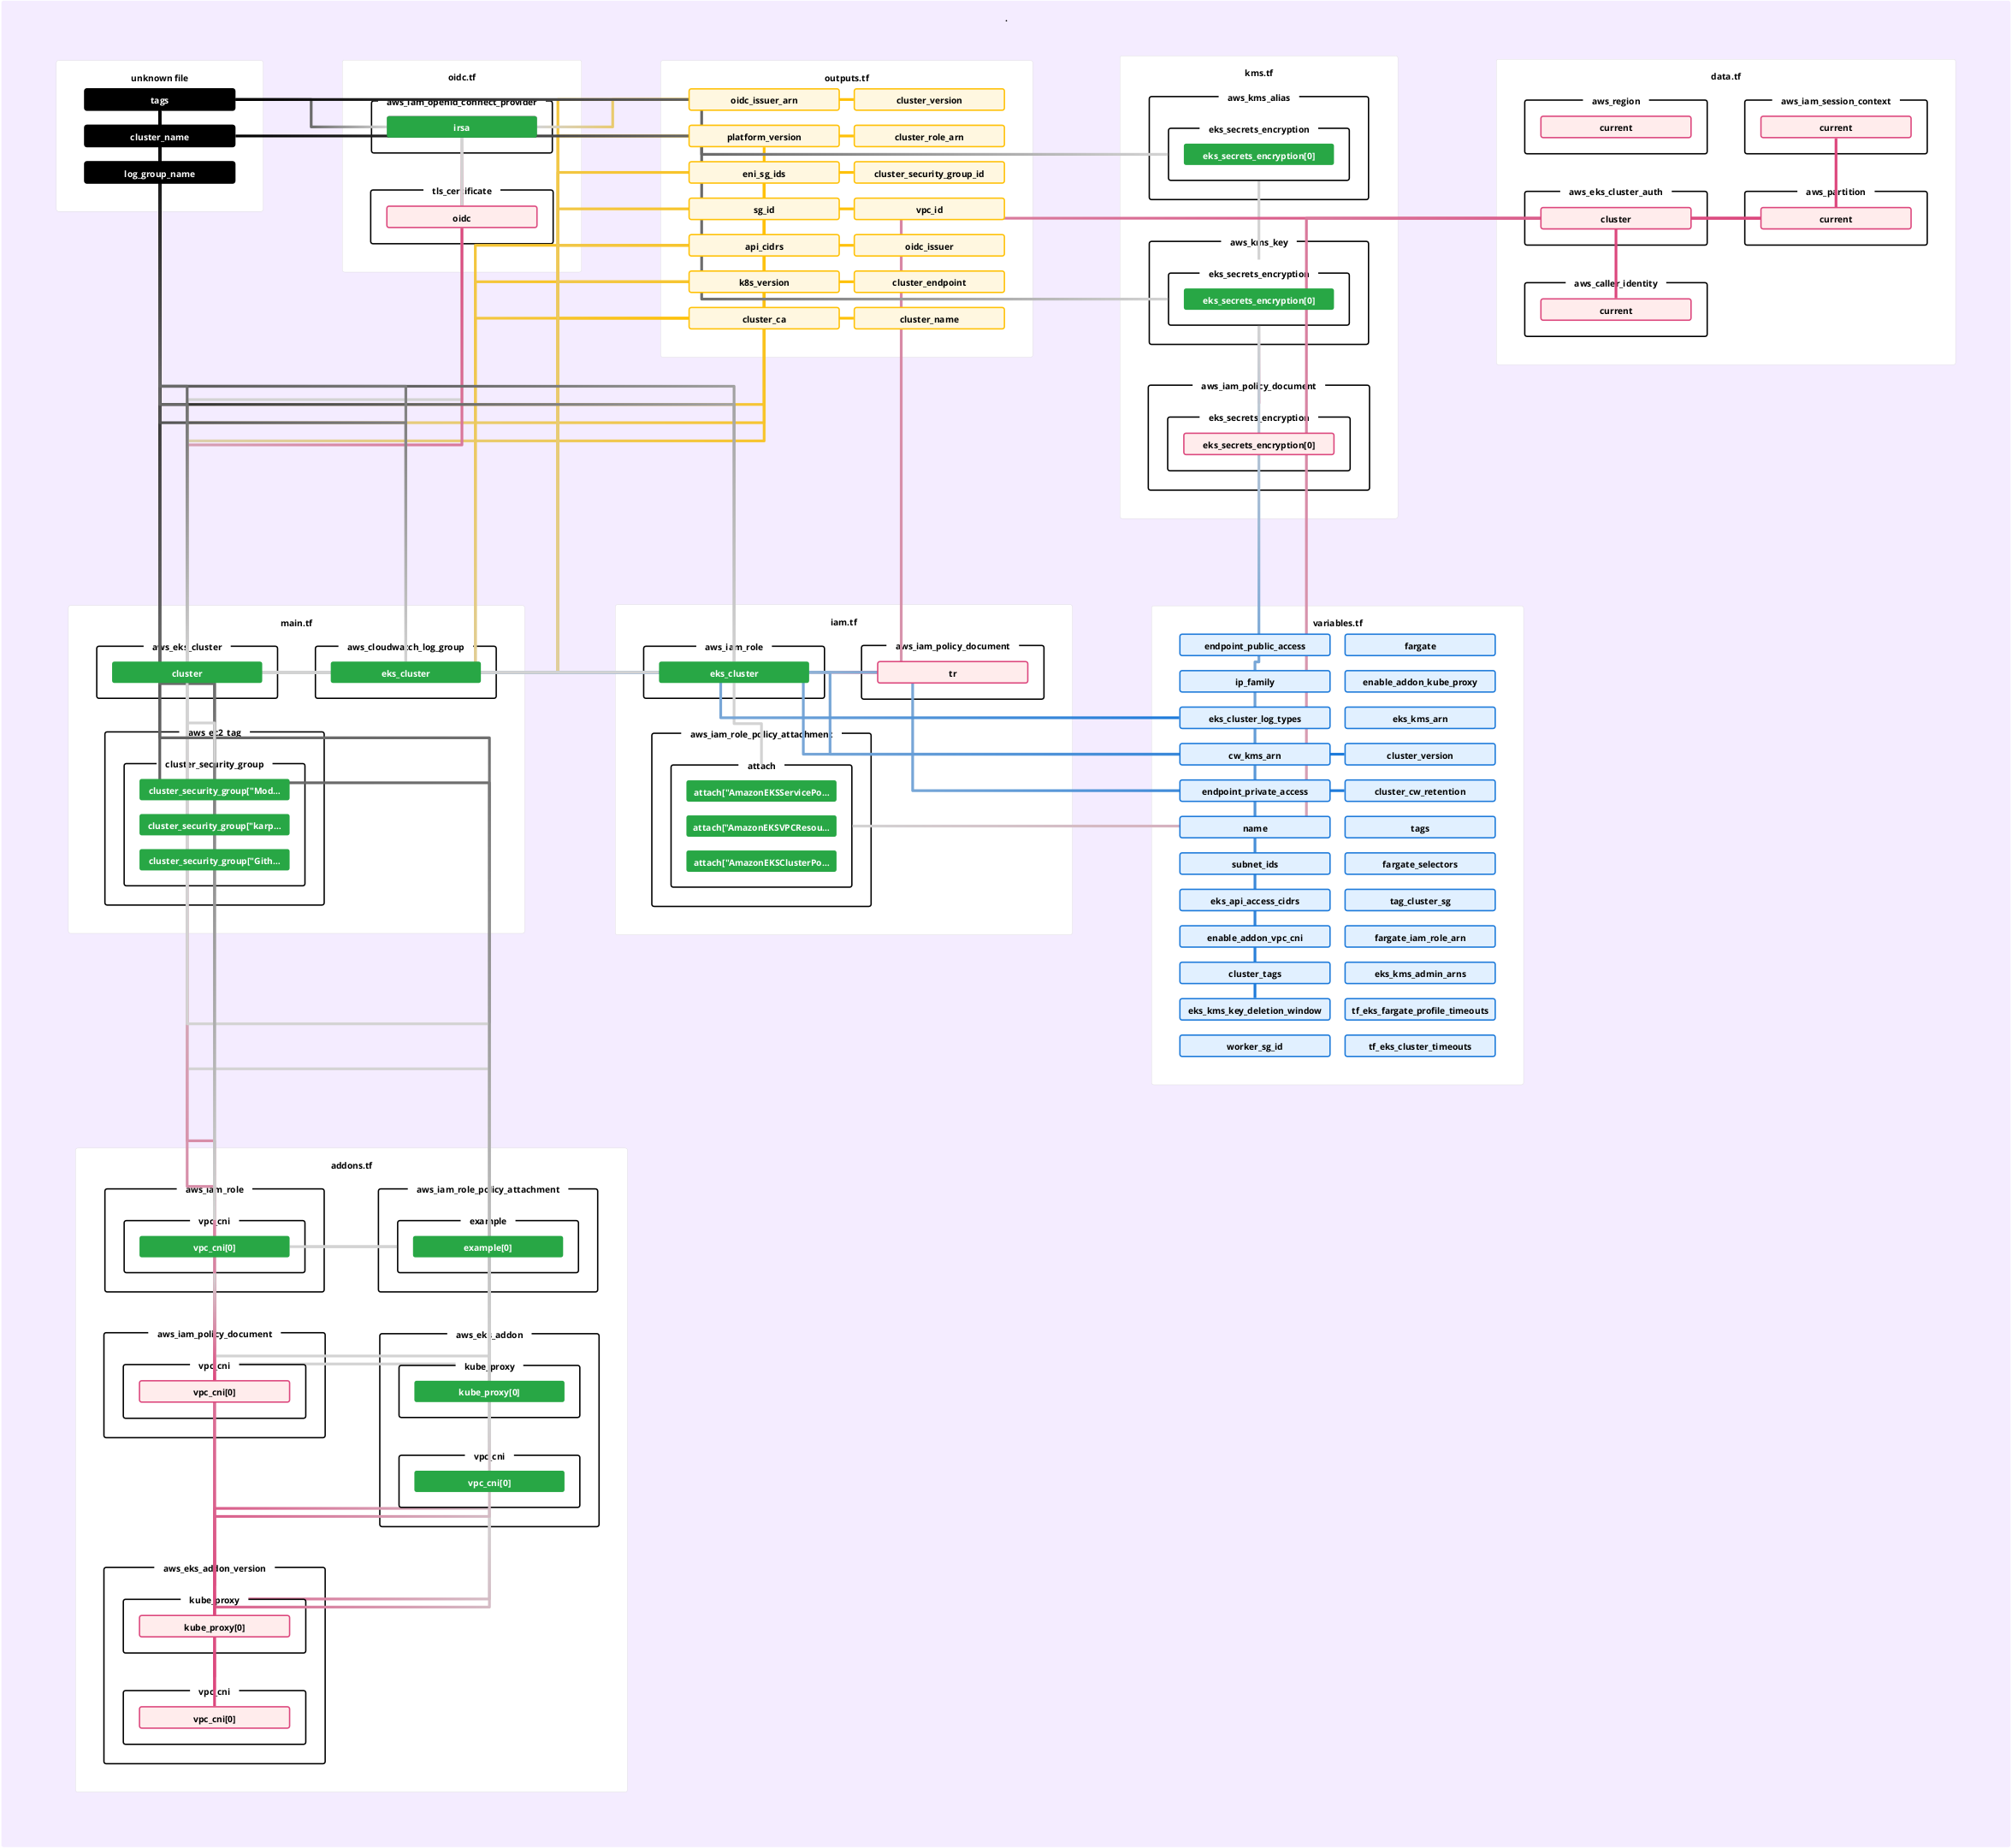 .
unknown file
tags
cluster_name
log_group_name
oidc.tf
aws_iam_openid_connect_provider
irsa
tls_certificate
oidc
outputs.tf
oidc_issuer_arn
cluster_version
platform_version
cluster_role_arn
eni_sg_ids
cluster_security_group_id
sg_id
vpc_id
api_cidrs
oidc_issuer
k8s_version
cluster_endpoint
cluster_ca
cluster_name
kms.tf
aws_kms_alias
eks_secrets_encryption
eks_secrets_encryption[0]
aws_kms_key
eks_secrets_encryption
eks_secrets_encryption[0]
aws_iam_policy_document
eks_secrets_encryption
eks_secrets_encryption[0]
data.tf
aws_region
current
aws_iam_session_context
current
aws_eks_cluster_auth
cluster
aws_partition
current
aws_caller_identity
current
main.tf
aws_eks_cluster
cluster
aws_cloudwatch_log_group
eks_cluster
aws_ec2_tag
cluster_security_group
cluster_security_group["Mod...
cluster_security_group["karp...
cluster_security_group["Gith...
iam.tf
aws_iam_role
eks_cluster
aws_iam_policy_document
tr
aws_iam_role_policy_attachment
attach
attach["AmazonEKSServicePo...
attach["AmazonEKSVPCResou...
attach["AmazonEKSClusterPo...
variables.tf
endpoint_public_access
fargate
ip_family
enable_addon_kube_proxy
eks_cluster_log_types
eks_kms_arn
cw_kms_arn
cluster_version
endpoint_private_access
cluster_cw_retention
name
tags
subnet_ids
fargate_selectors
eks_api_access_cidrs
tag_cluster_sg
enable_addon_vpc_cni
fargate_iam_role_arn
cluster_tags
eks_kms_admin_arns
eks_kms_key_deletion_window
tf_eks_fargate_profile_timeouts
worker_sg_id
tf_eks_cluster_timeouts
addons.tf
aws_iam_role
vpc_cni
vpc_cni[0]
aws_iam_role_policy_attachment
example
example[0]
aws_iam_policy_document
vpc_cni
vpc_cni[0]
aws_eks_addon
kube_proxy
kube_proxy[0]
vpc_cni
vpc_cni[0]
aws_eks_addon_version
kube_proxy
kube_proxy[0]
vpc_cni
vpc_cni[0]